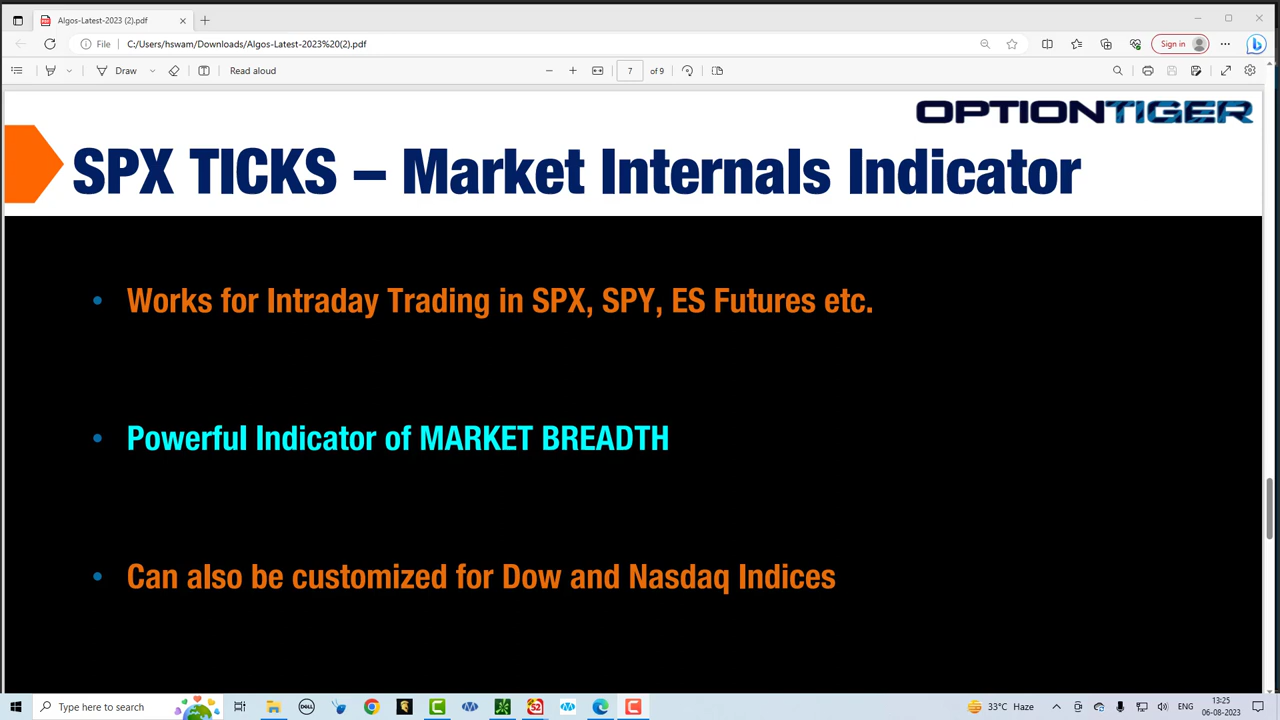 Algos-Latest-2023 (2).pdf
File C:/Users/hswam/Downloads/Algos-Latest-2023%20(2).pdf
Sign in
Draw
Read aloud
7 of 9
OPTIONTIGER
SPX TICKS – Market Internals Indicator
• Works for Intraday Trading in SPX, SPY, ES Futures etc.
• Powerful Indicator of MARKET BREADTH
• Can also be customized for Dow and Nasdaq Indices
Type here to search
DELL
52
33°C Haze
ENG
13:25
06-08-2023